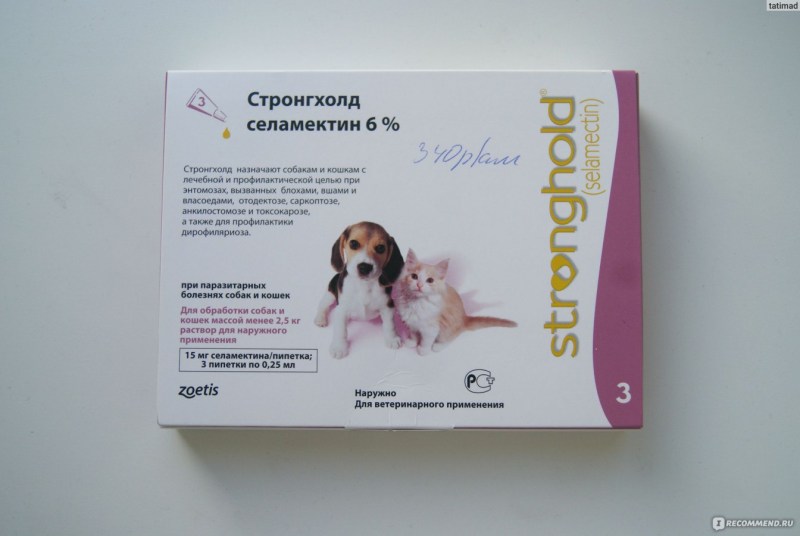 tatimad
3
Стронгхолд
селамектин 6 %
Стронгхолд назначают собакам и кошкам с
лечебной и профилактической целью при
энтомозах, вызванных блохами, вшами и
власоедами, отодектозе, саркоптозе,
анкилостомозе и токсокарозе,
а также для профилактики
дирофиляриоза.
при паразитарных
болезнях собак и кошек
Для обработки собак и
кошек массой менее 2,5 кг
раствор для наружного
применения
15 мг селамектина/пипетка;
3 пипетки по 0,25 мл
zoetis
Наружно
Для ветеринарного применения
РС+
stronghold®
(selamectin)
3
I RECOMMEND.RU